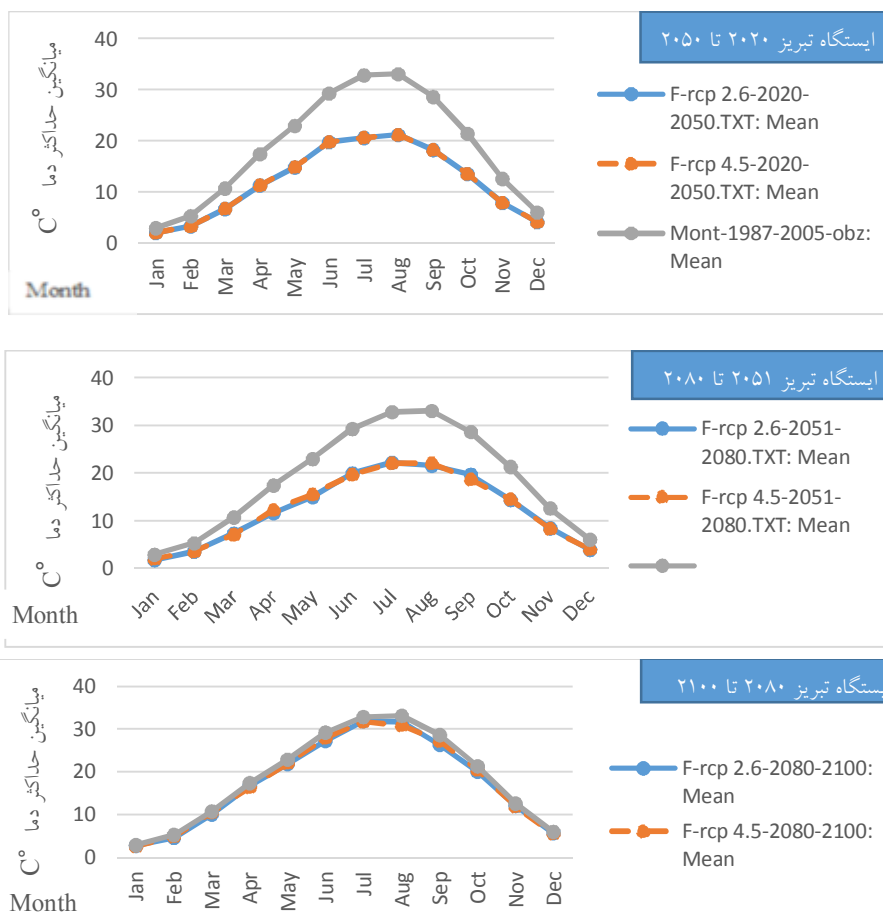 ایستگاه تبریز ۲۰۲۰ تا ۲۰۵۰
میانگین حداکثر دما C°
40
30
20
10
0
Jan
Feb
Mar
Apr
May
Jun
Jul
Aug
Sep
Oct
Nov
Dec
Month
F-rcp 2.6-2020-
2050.TXT: Mean
F-rcp 4.5-2020-
2050.TXT: Mean
Mont-1987-2005-obz:
Mean
ایستگاه تبریز ۲۰۵۱ تا ۲۰۸۰
میانگین حداکثر دما C°
40
30
20
10
0
Jan
Feb
Mar
Apr
May
Jun
Jul
Aug
Sep
Oct
Nov
Dec
Month
F-rcp 2.6-2051-
2080.TXT: Mean
F-rcp 4.5-2051-
2080.TXT: Mean
یستگاه تبریز ۲۰۸۰ تا ۲۱۰۰
میانگین حداکثر دما C°
40
30
20
10
0
Jan
Feb
Mar
Apr
May
Jun
Jul
Aug
Sep
Oct
Nov
Dec
Month
F-rcp 2.6-2080-2100:
Mean
F-rcp 4.5-2080-2100:
Mean